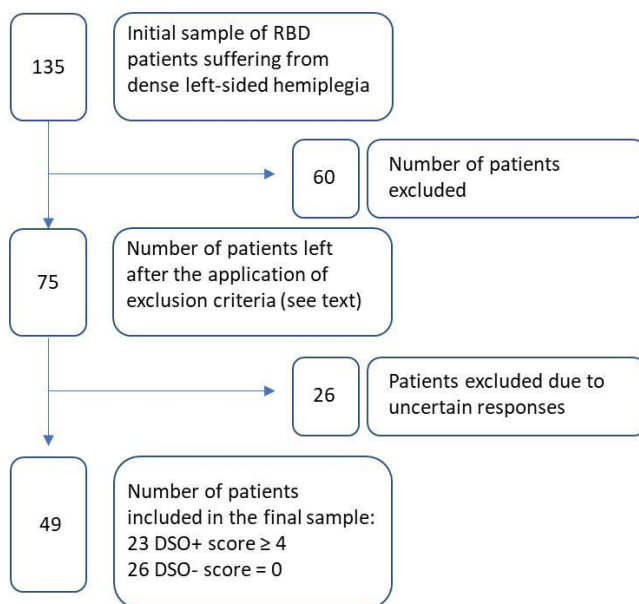 135
Initial sample of RBD
patients suffering from
dense left-sided hemiplegia
60
Number of patients
excluded
75
Number of patients left
after the application of
exclusion criteria (see text)
26
Patients excluded due to
uncertain responses
49
Number of patients
included in the final sample:
23 DSO+ score ≥ 4
26 DSO- score = 0